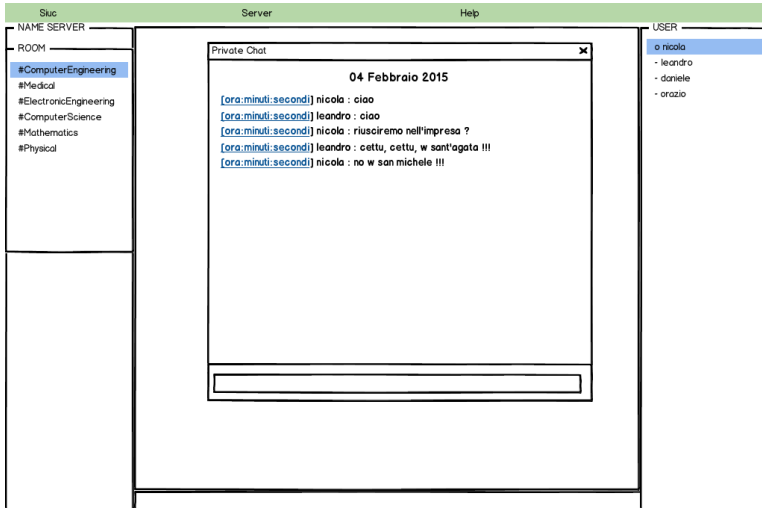 Siuc Server Help
NAME SERVER
ROOM
#ComputerEngineering
#Medical
#ElectronicEngineering
#ComputerScience
#Mathematics
#Physical
Private Chat
04 Febbraio 2015
[ora:minuti:secondi] nicola : ciao
[ora:minuti:secondi] leandro : ciao
[ora:minuti:secondi] nicola : riusciremo nell'impresa ?
[ora:minuti:secondi] leandro : cettu, cettu, w sant'agata !!!
[ora:minuti:secondi] nicola : no w san michele !!!
USER
o nicola
- leandro
- daniele
- orazio